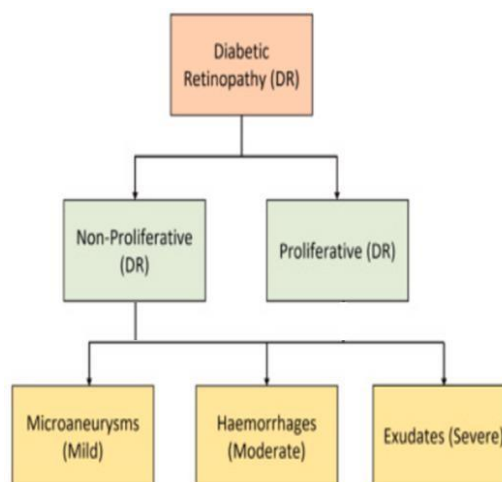 Diabetic
Retinopathy (DR)
Non-Proliferative
(DR)
Proliferative (DR)
Microaneurysms
(Mild)
Haemorrhages
(Moderate)
Exudates (Severe)